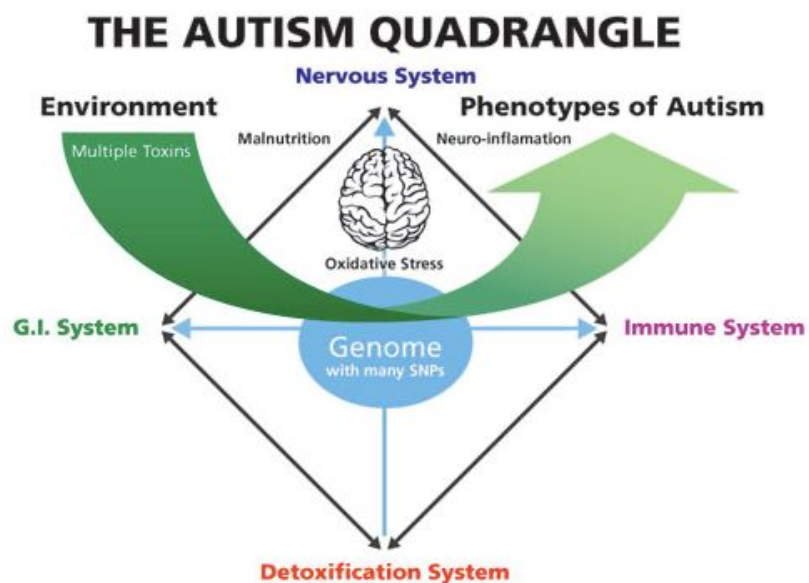 THE AUTISM QUADRANGLE
Nervous System
Environment
Phenotypes of Autism
Multiple Toxins
Malnutrition
Neuro-inflamation
Oxidative Stress
G.I. System
Immune System
Genome
with many SNPs
Detoxification System